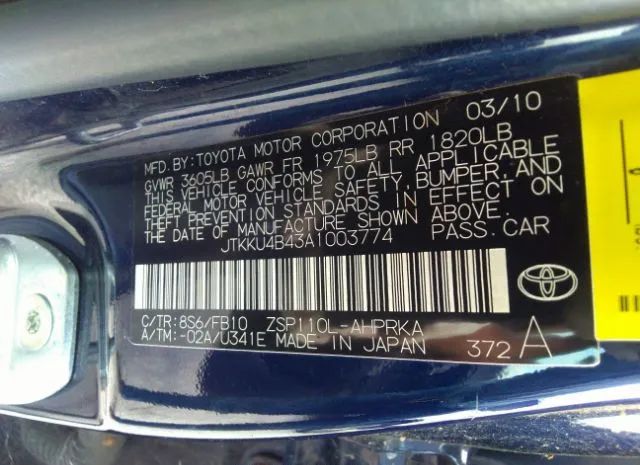 03/10
MFD.BY:TOYOTA MOTOR CORPORATION
GVWR 3605LB GAWR FR 1975LB RR 1820LB
THIS VEHICLE CONFORMS TO ALL APPLICABLE
FEDERAL MOTOR VEHICLE SAFETY, BUMPER, AND
THEFT PREVENTION STANDARDS IN EFFECT ON
THE DATE OF MANUFACTURE SHOWN ABOVE.
JTKKU4B43A1003774 PASS.CAR
C/TR:8S6/FB10 ZSP110L-AHPRKA
A/TM:-02A/U341E MADE IN JAPAN 372 A